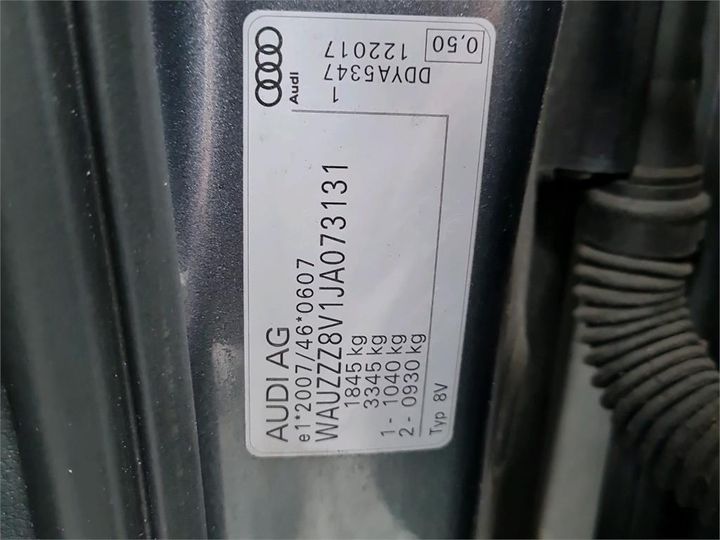 AUDI AG
e1*2007/46*0607
WAUZZZ8V1JA073131
1845 kg
3345 kg
1- 1040 kg
2- 0930 kg
Typ 8V
Audi
1
DDYA5347
122017
0,50